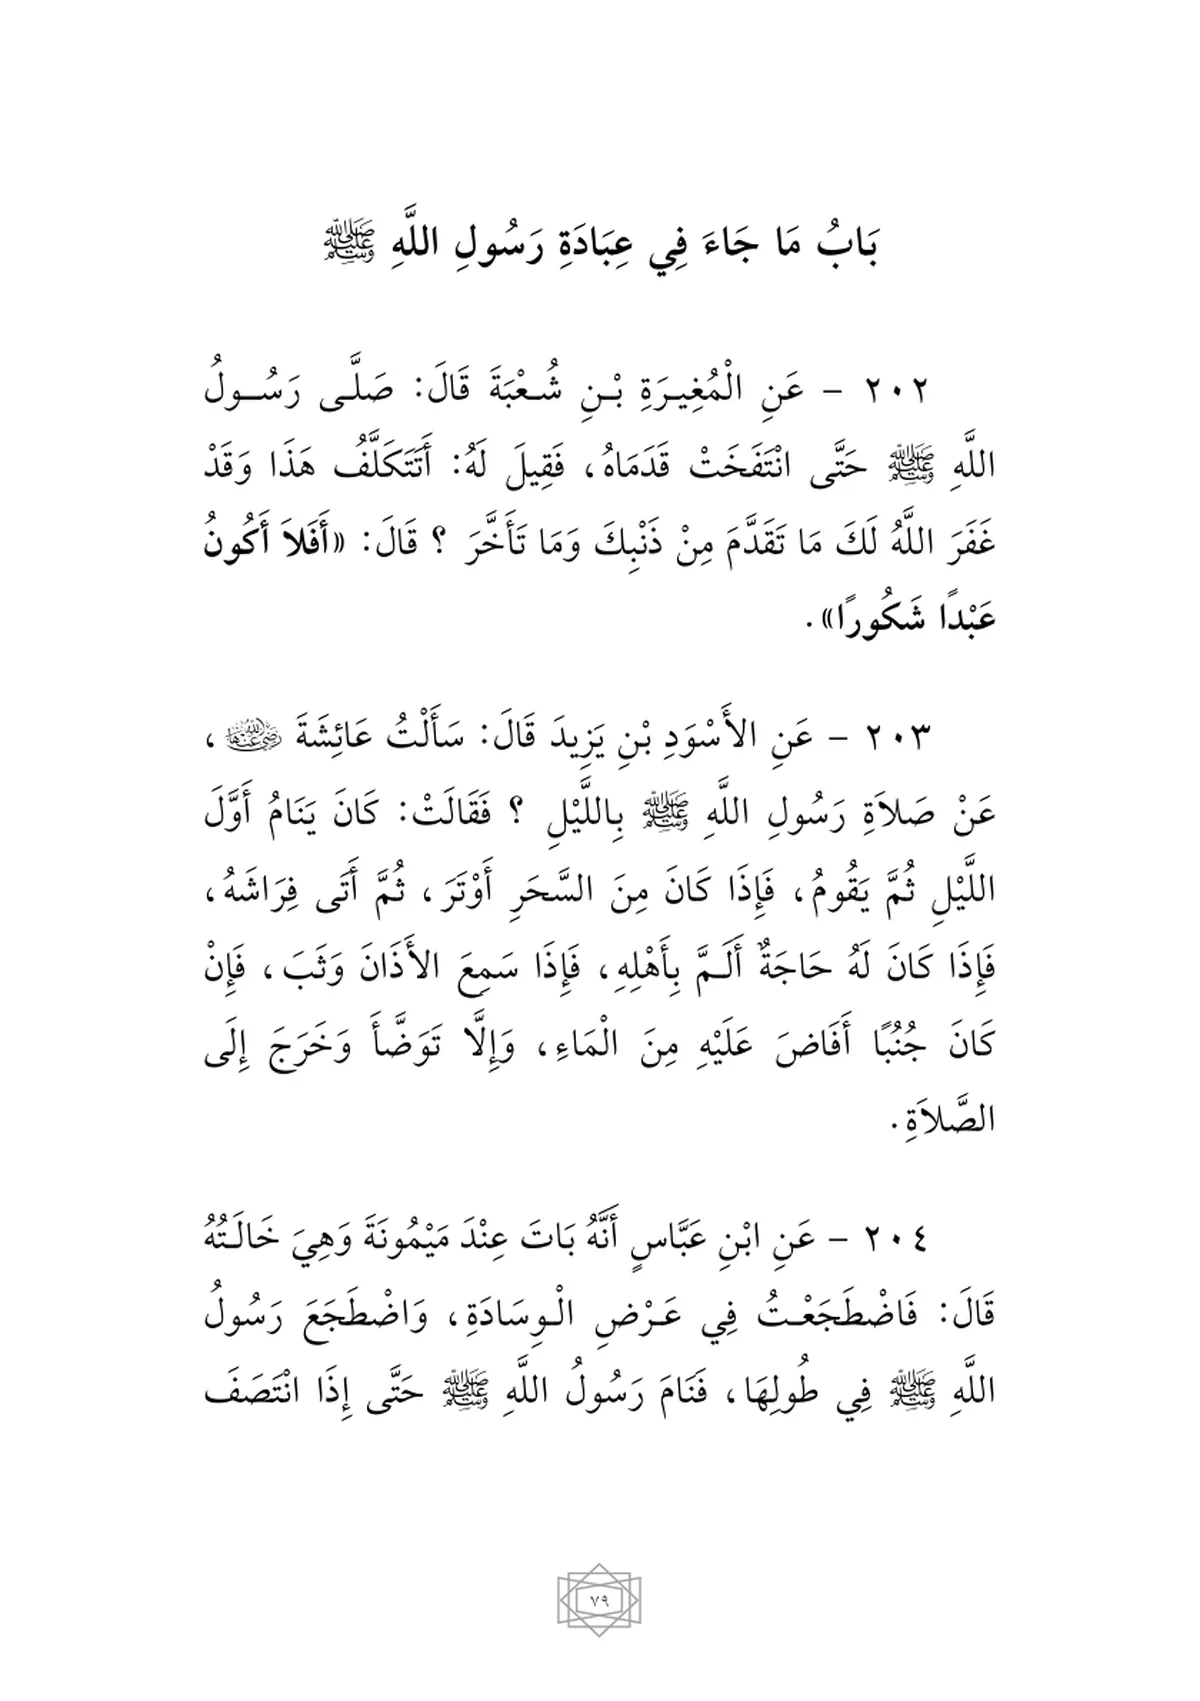 بَابُ مَا جَاءَ فِي عِبَادَةِ رَسُولِ اللَّهِ ﷺ
٢٠٢ – عَنِ الْمُغِيرَةِ بْنِ شُعْبَةَ قَالَ: صَلَّى رَسُولُ
اللَّهِ ﷺ حَتَّى انْتَفَخَتْ قَدَمَاهُ، فَقِيلَ لَهُ: أَتَتَكَلَّفُ هَذَا وَقَدْ
غَفَرَ اللَّهُ لَكَ مَا تَقَدَّمَ مِنْ ذَنْبِكَ وَمَا تَأَخَّرَ ؟ قَالَ: «أَفَلاَ أَكُونُ
عَبْدًا شَكُورًا».
٢٠٣ – عَنِ الأَسْوَدِ بْنِ يَزِيدَ قَالَ: سَأَلْتُ عَائِشَةَ رضي الله عنها،
عَنْ صَلاَةِ رَسُولِ اللَّهِ ﷺ بِاللَّيْلِ ؟ فَقَالَتْ: كَانَ يَنَامُ أَوَّلَ
اللَّيْلِ ثُمَّ يَقُومُ، فَإِذَا كَانَ مِنَ السَّحَرِ أَوْتَرَ، ثُمَّ أَتَى فِرَاشَهُ،
فَإِذَا كَانَ لَهُ حَاجَةٌ أَلَمَّ بِأَهْلِهِ، فَإِذَا سَمِعَ الأَذَانَ وَثَبَ، فَإِنْ
كَانَ جُنُبًا أَفَاضَ عَلَيْهِ مِنَ الْمَاءِ، وَإِلَّا تَوَضَّأَ وَخَرَجَ إِلَى
الصَّلاَةِ.
٢٠٤ – عَنِ ابْنِ عَبَّاسٍ أَنَّهُ بَاتَ عِنْدَ مَيْمُونَةَ وَهِيَ خَالَتُهُ
قَالَ: فَاضْطَجَعْتُ فِي عَرْضِ الْوِسَادَةِ، وَاضْطَجَعَ رَسُولُ
اللَّهِ ﷺ فِي طُولِهَا، فَنَامَ رَسُولُ اللَّهِ ﷺ حَتَّى إِذَا انْتَصَفَ
٧٩